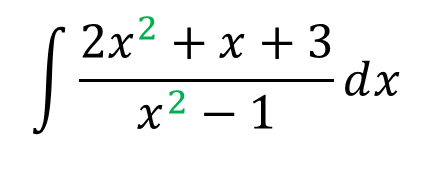 ∫ (2x² + x + 3)/(x² − 1) dx